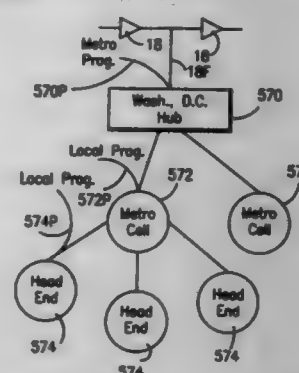 18
18
Metro
Prog.
18F
570P
Wash., D.C.
Hub
570
Local Prog.
572
Local Prog.
572P
574P
Metro
Cell
Metro
Cell
57
Head
End
Head
End
Head
End
574
574
574